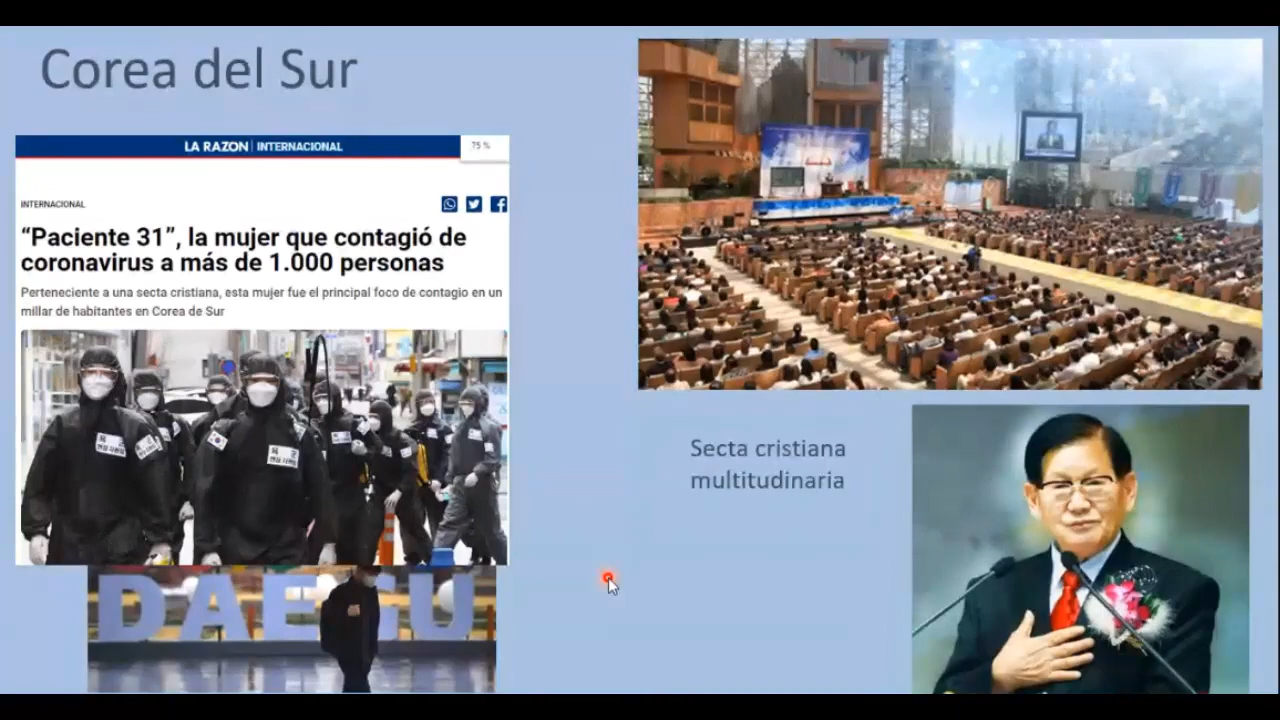 Corea del Sur
LA RAZON | INTERNACIONAL
75 %
INTERNACIONAL
“Paciente 31”, la mujer que contagió de
coronavirus a más de 1.000 personas
Perteneciente a una secta cristiana, esta mujer fue el principal foco de contagio en un
millar de habitantes en Corea de Sur
Secta cristiana
multitudinaria
DAEGU